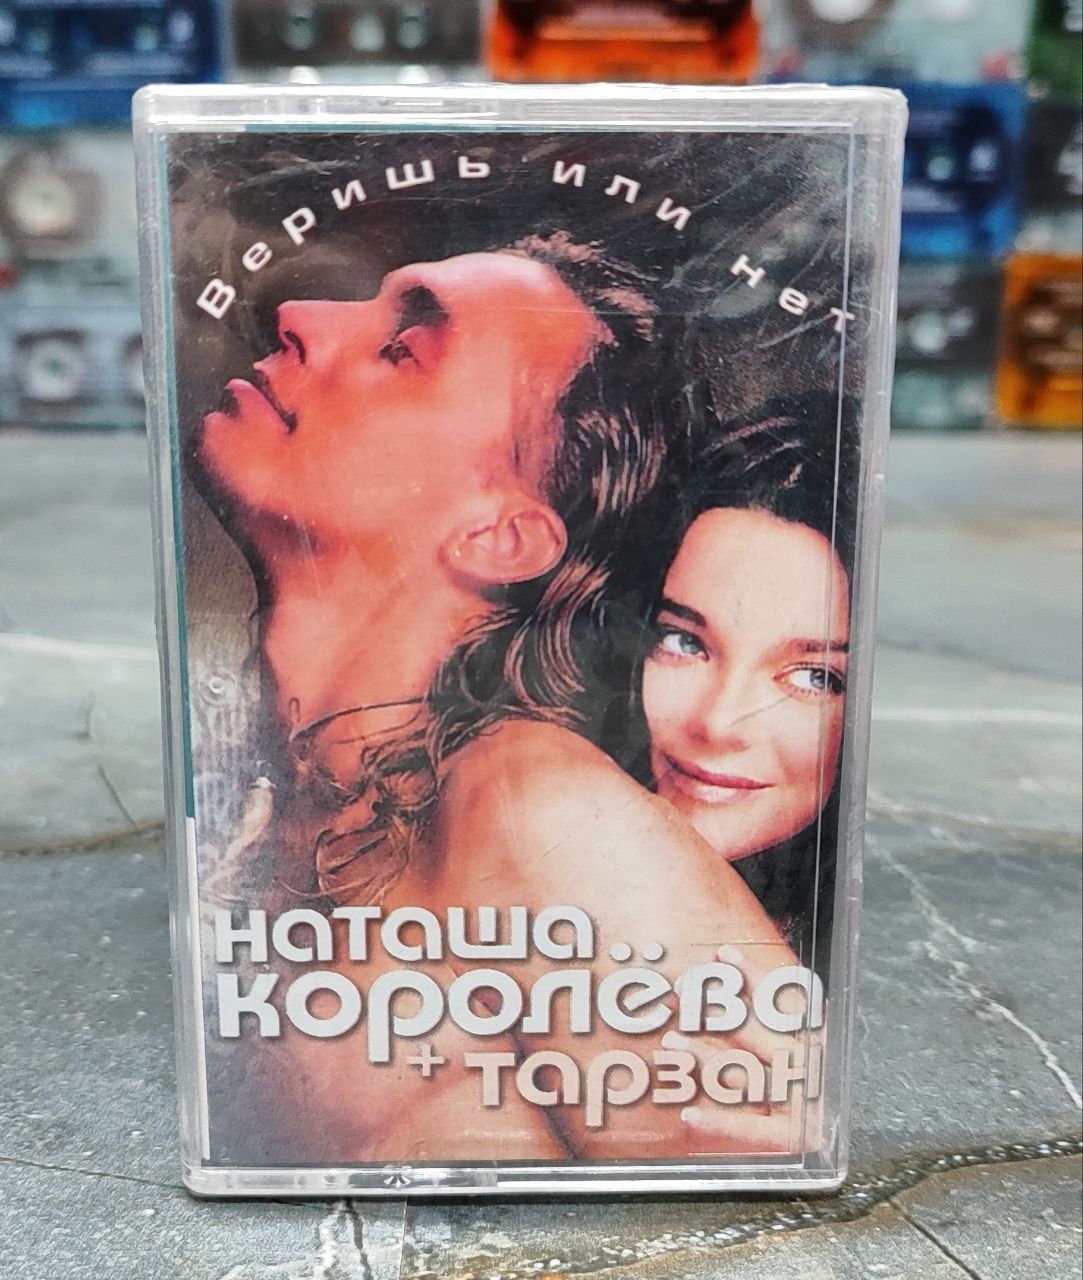 Веришь или нет
наташа
королёва
+ тарзан